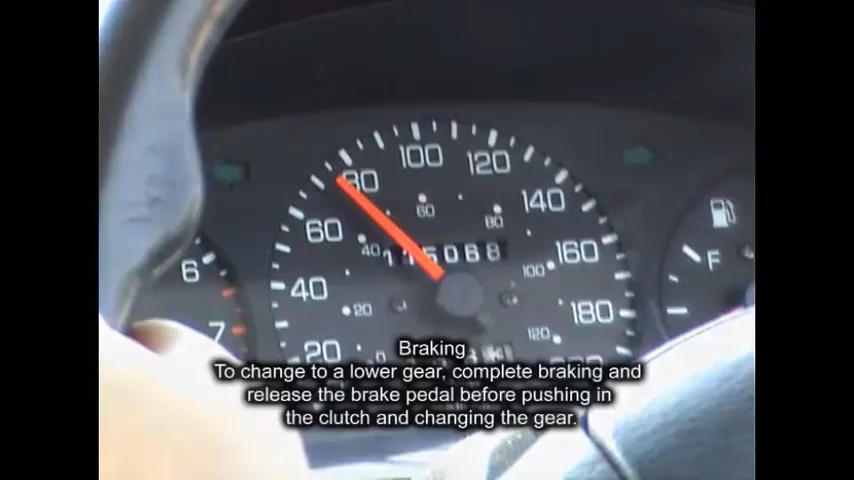 80 100 120
60 60 80 140
40 115068 160
6 40 100 F
20 180
7 20 0 120
Braking
To change to a lower gear, complete braking and
release the brake pedal before pushing in
the clutch and changing the gear.